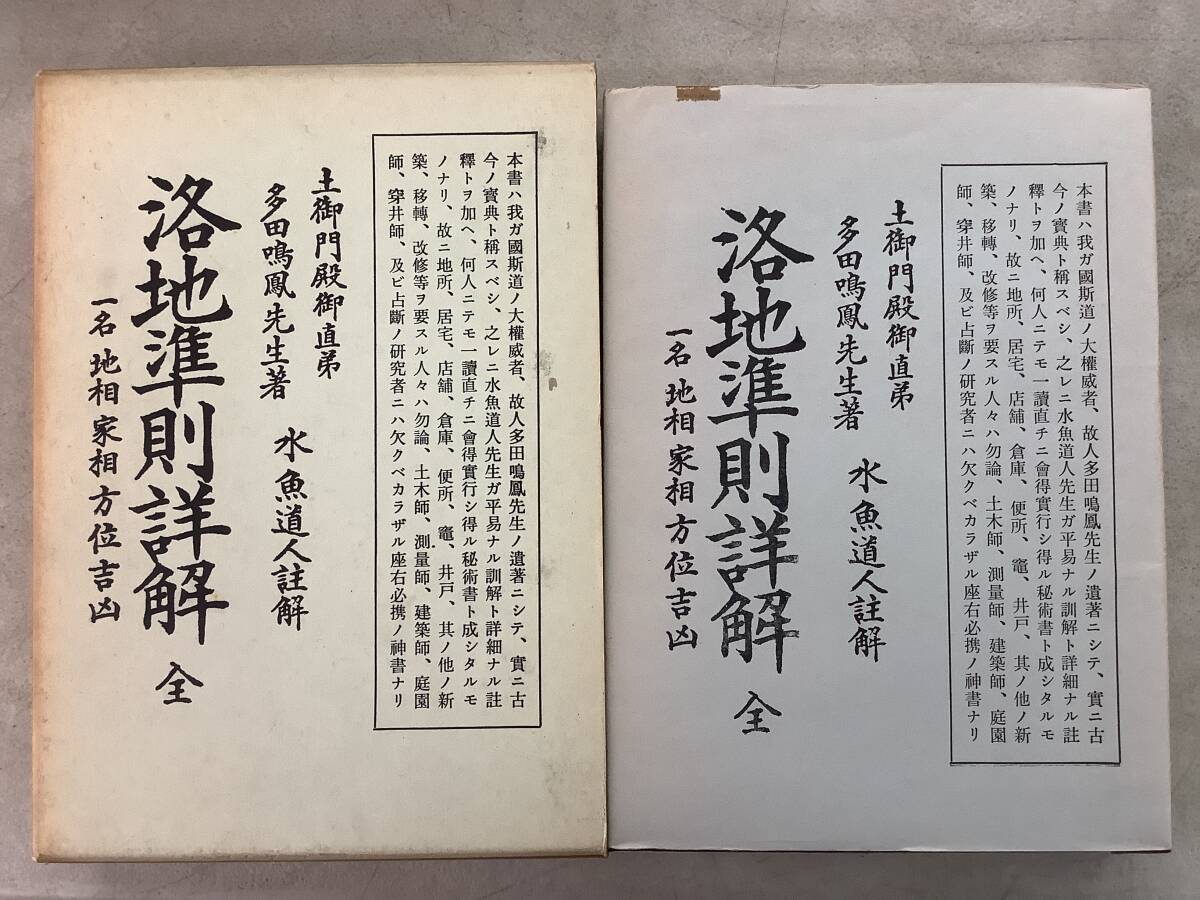 本書ハ我ガ國斯道ノ大權威者、故人多田鳴鳳先生ノ遺著ニシテ、實ニ古
今ノ寶典ト稱スベシ、之レニ水魚道人先生ガ平易ナル訓解ト詳細ナル註
釋トヲ加ヘ、何人ニテモ一讀直チニ會得實行シ得ル秘術書ト成シタルモ
ノナリ、故ニ地所、居宅、店舗、倉庫、便所、竈、井戸、其ノ他ノ新
築、移轉、改修等ヲ要スル人々ハ勿論、土木師、測量師、建築師、庭園
師、穿井師、及ビ占斷ノ研究者ニハ欠クベカラザル座右必携ノ神書ナリ
土御門殿御直弟
多田鳴鳳先生著 水魚道人註解
洛地準則詳解 全
一名地相家相方位吉凶
本書ハ我ガ國斯道ノ大權威者、故人多田鳴鳳先生ノ遺著ニシテ、實ニ古
今ノ寶典ト稱スベシ、之レニ水魚道人先生ガ平易ナル訓解ト詳細ナル註
釋トヲ加ヘ、何人ニテモ一讀直チニ會得實行シ得ル秘術書ト成シタルモ
ノナリ、故ニ地所、居宅、店舗、倉庫、便所、竈、井戸、其ノ他ノ新
築、移轉、改修等ヲ要スル人々ハ勿論、土木師、測量師、建築師、庭園
師、穿井師、及ビ占斷ノ研究者ニハ欠クベカラザル座右必携ノ神書ナリ
土御門殿御直弟
多田鳴鳳先生著 水魚道人註解
洛地準則詳解 全
一名地相家相方位吉凶